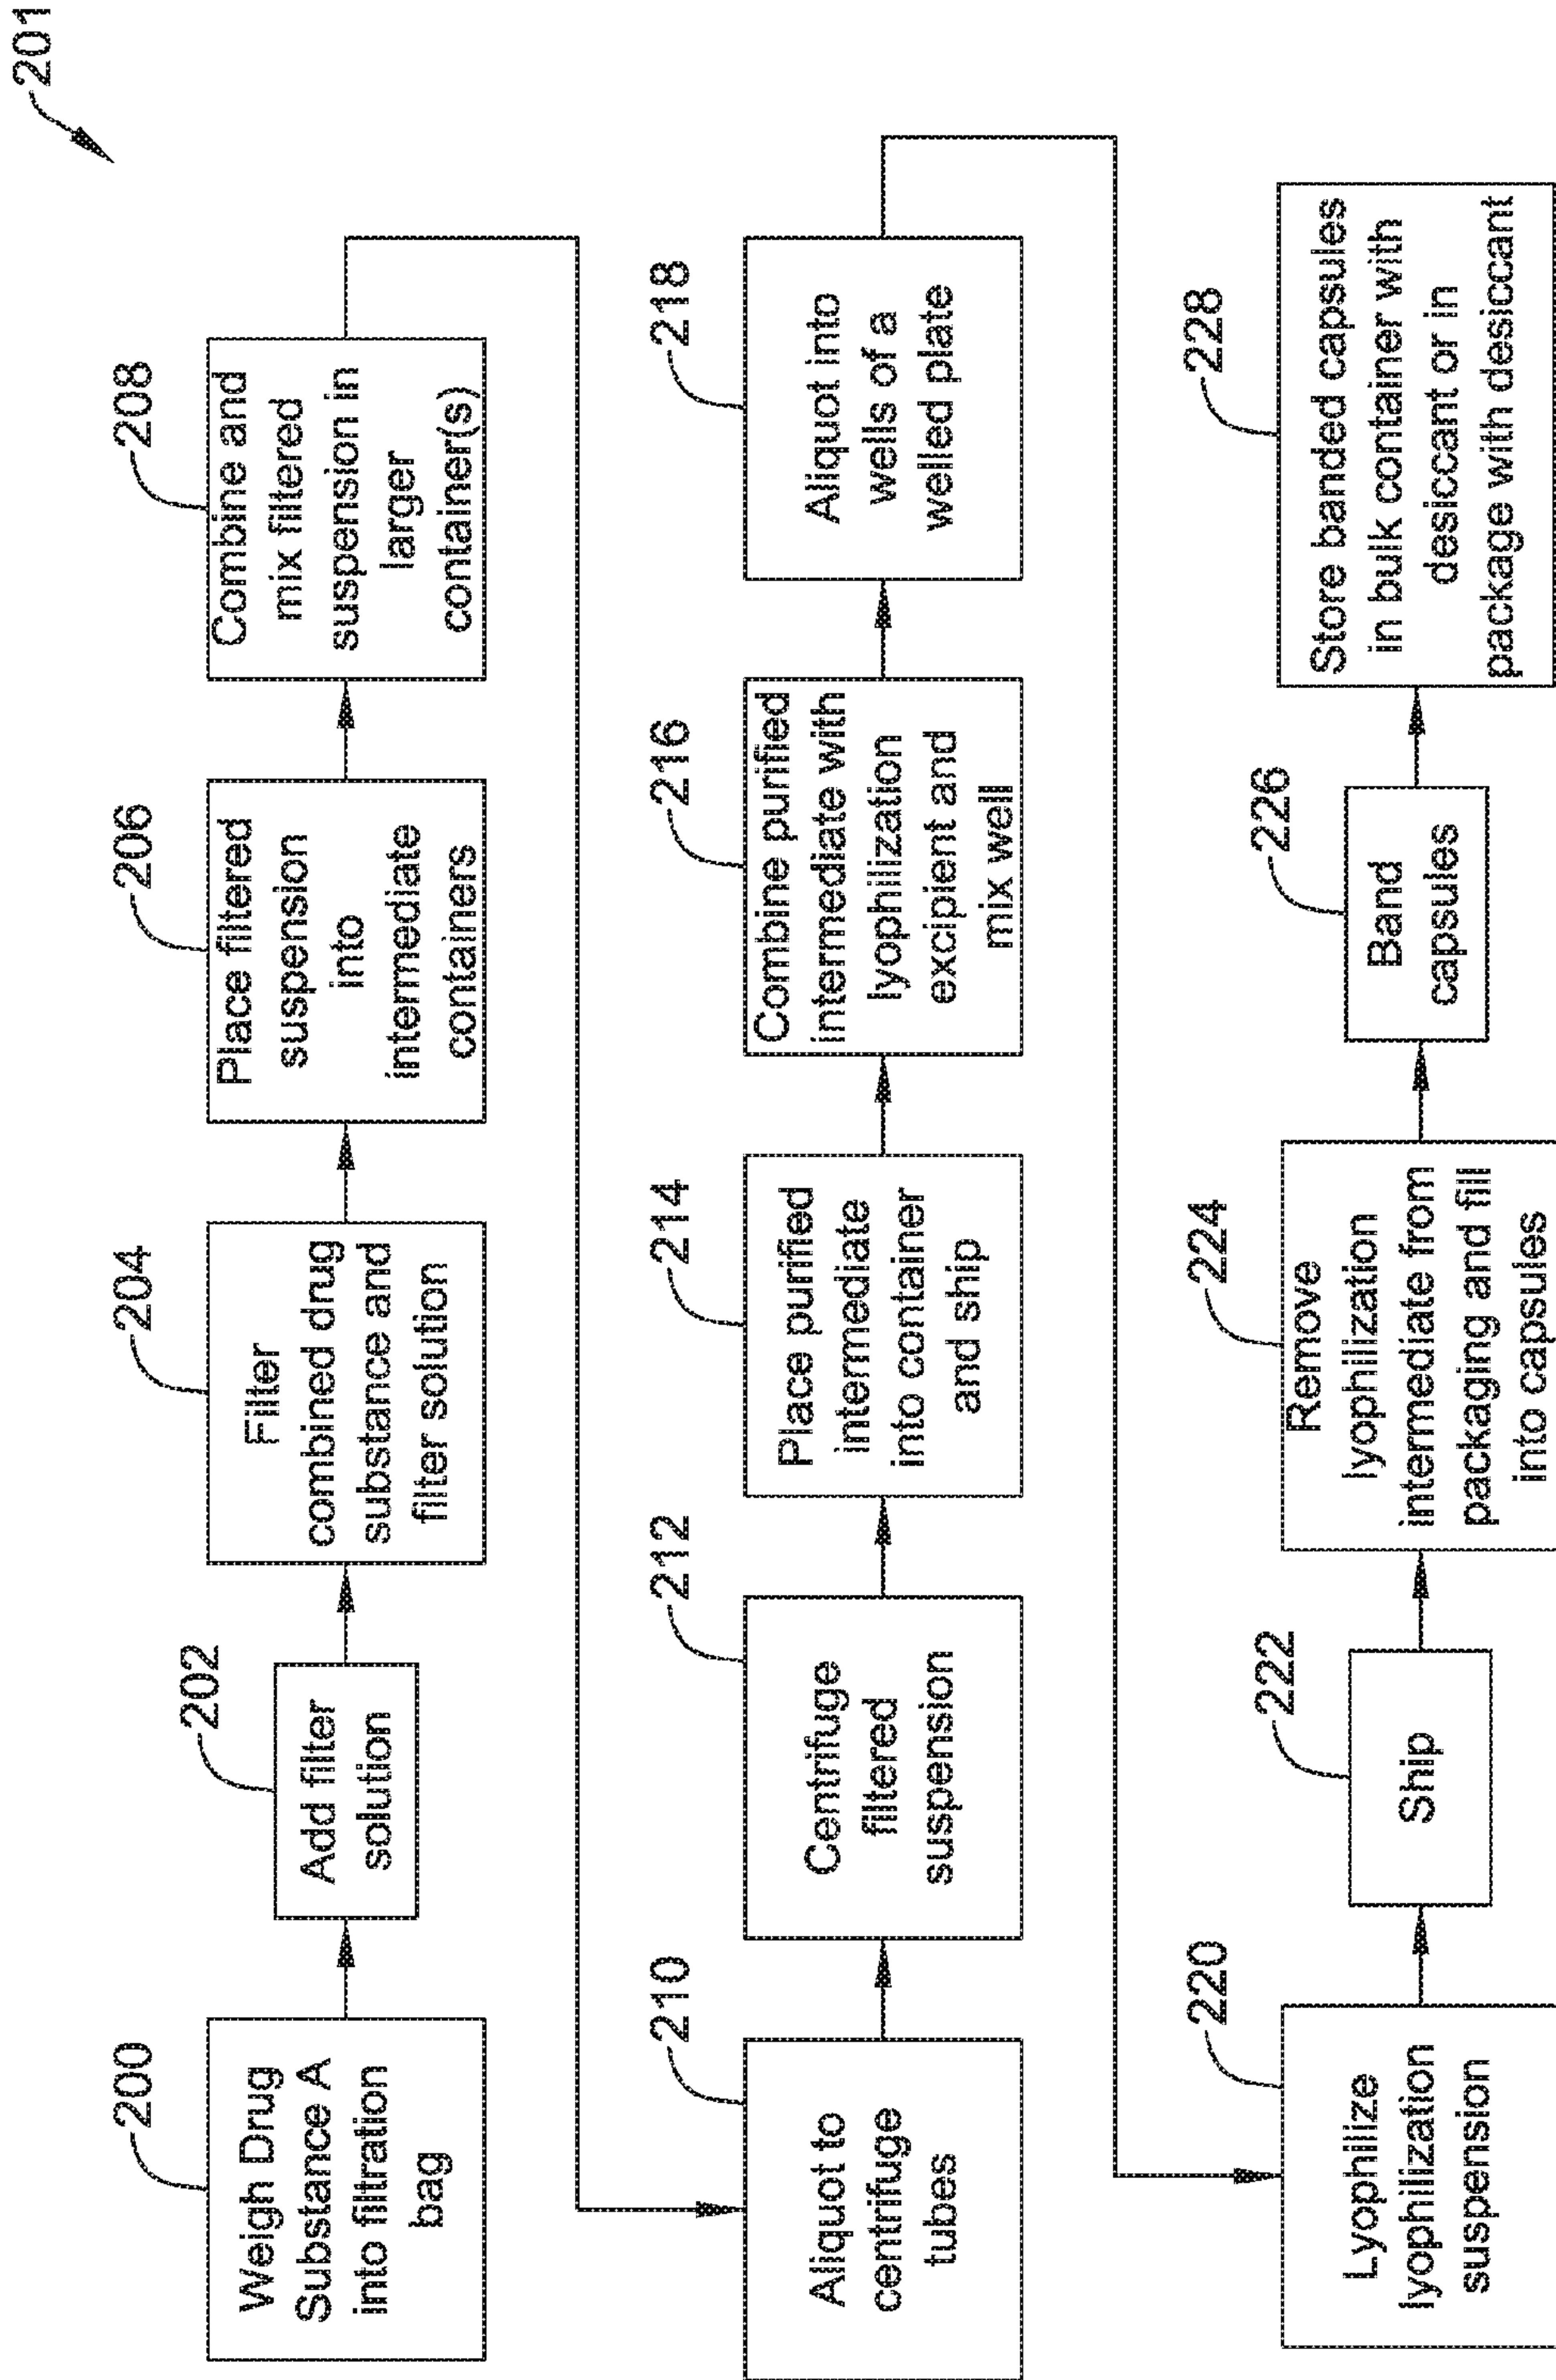 201
200
Weigh Drug
Substance A
into filtration
bag
202
Add filter
solution
204
Filter
combined drug
substance and
filter solution
206
Place filtered
suspension
into
intermediate
containers
208
Combine and
mix filtered
suspension in
larger
container(s)
210
Aliquot to
centrifuge
tubes
212
Centrifuge
filtered
suspension
214
Place purified
intermediate
into container
and ship
216
Combine purified
intermediate with
lyophilization
excipient and
mix well
218
Aliquot into
wells of a
welled plate
220
Lyophilize
lyophilization
suspension
222
Ship
224
Remove
lyophilization
intermediate from
packaging and fill
into capsules
226
Band
capsules
228
Store banded capsules
in bulk container with
desiccant or in
package with desiccant